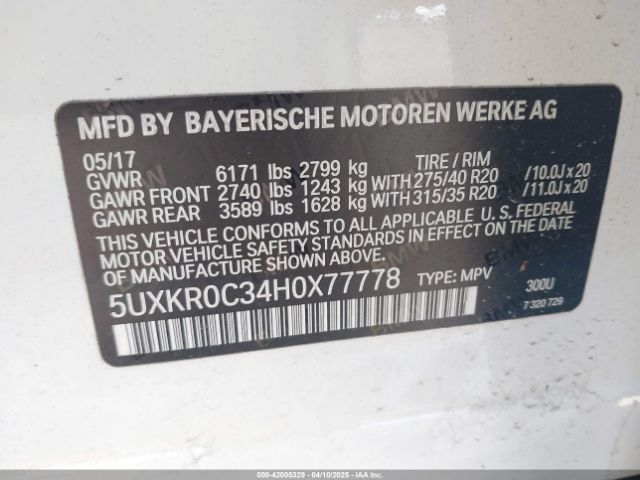 MFD BY BAYERISCHE MOTOREN WERKE AG
05/17 TIRE / RIM
GVWR 6171 lbs 2799 kg
GAWR FRONT 2740 lbs 1243 kg WITH 275/40 R20 /10.0J x 20
GAWR REAR 3589 lbs 1628 kg WITH 315/35 R20 /11.0J x 20
THIS VEHICLE CONFORMS TO ALL APPLICABLE U. S. FEDERAL
MOTOR VEHICLE SAFETY STANDARDS IN EFFECT ON THE DATE
OF MANUFACTURE SHOWN ABOVE.
5UXKR0C34H0X77778 TYPE: MPV 300U
7 320 729
000-42005329 - 04/10/2025 - IAAI.COM